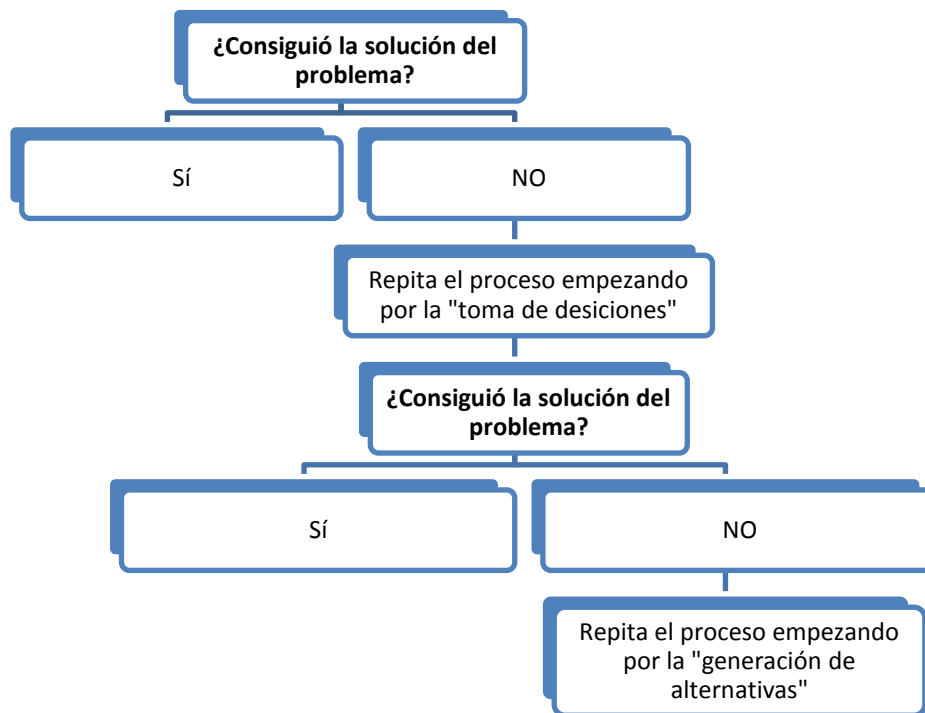 ¿Consiguió la solución del
problema?
Sí
NO
Repita el proceso empezando
por la "toma de desiciones"
¿Consiguió la solución del
problema?
Sí
NO
Repita el proceso empezando
por la "generación de
alternativas"